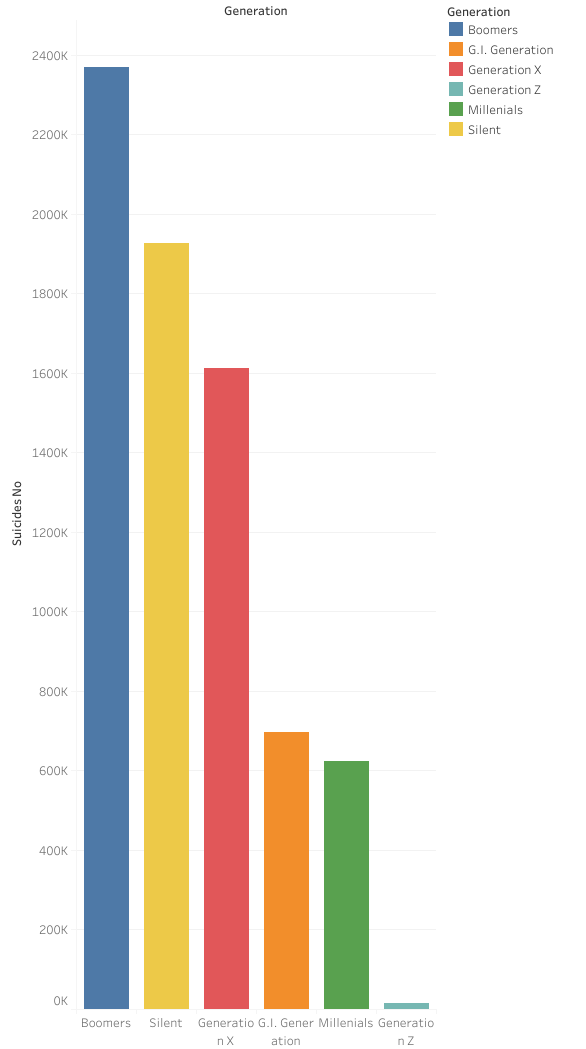 Generation
Generation
Boomers
G.I. Generation
Generation X
Generation Z
Millenials
Silent
2400K
2200K
2000K
1800K
1600K
1400K
1200K
1000K
800K
600K
400K
200K
0K
Suicides No
Boomers
Silent
Generatio
n X
G.I. Gener
ation
Millenials
Generatio
n Z